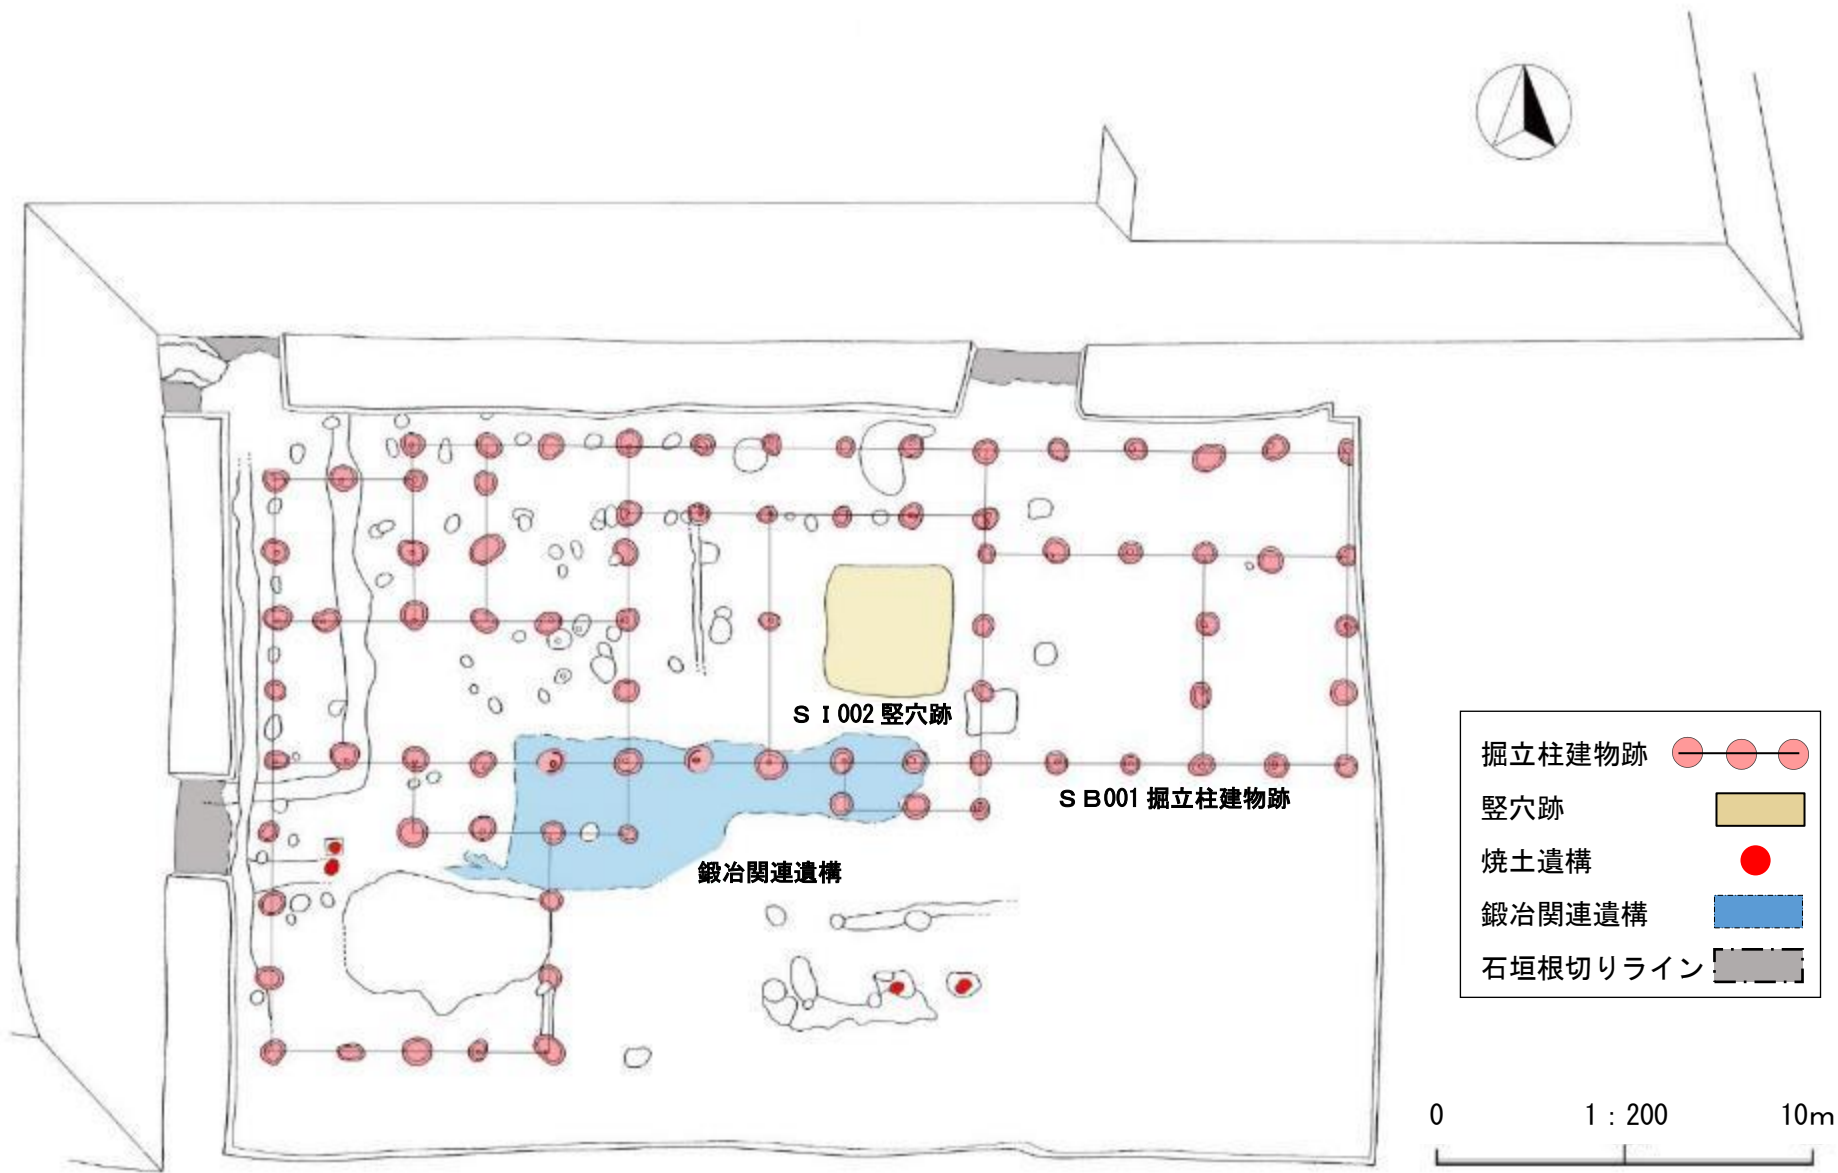 ＳＩ002 竪穴跡
ＳＢ001 掘立柱建物跡
鍛冶関連遺構
掘立柱建物跡
竪穴跡
焼土遺構
鍛冶関連遺構
石垣根切りライン
0 1：200 10ｍ